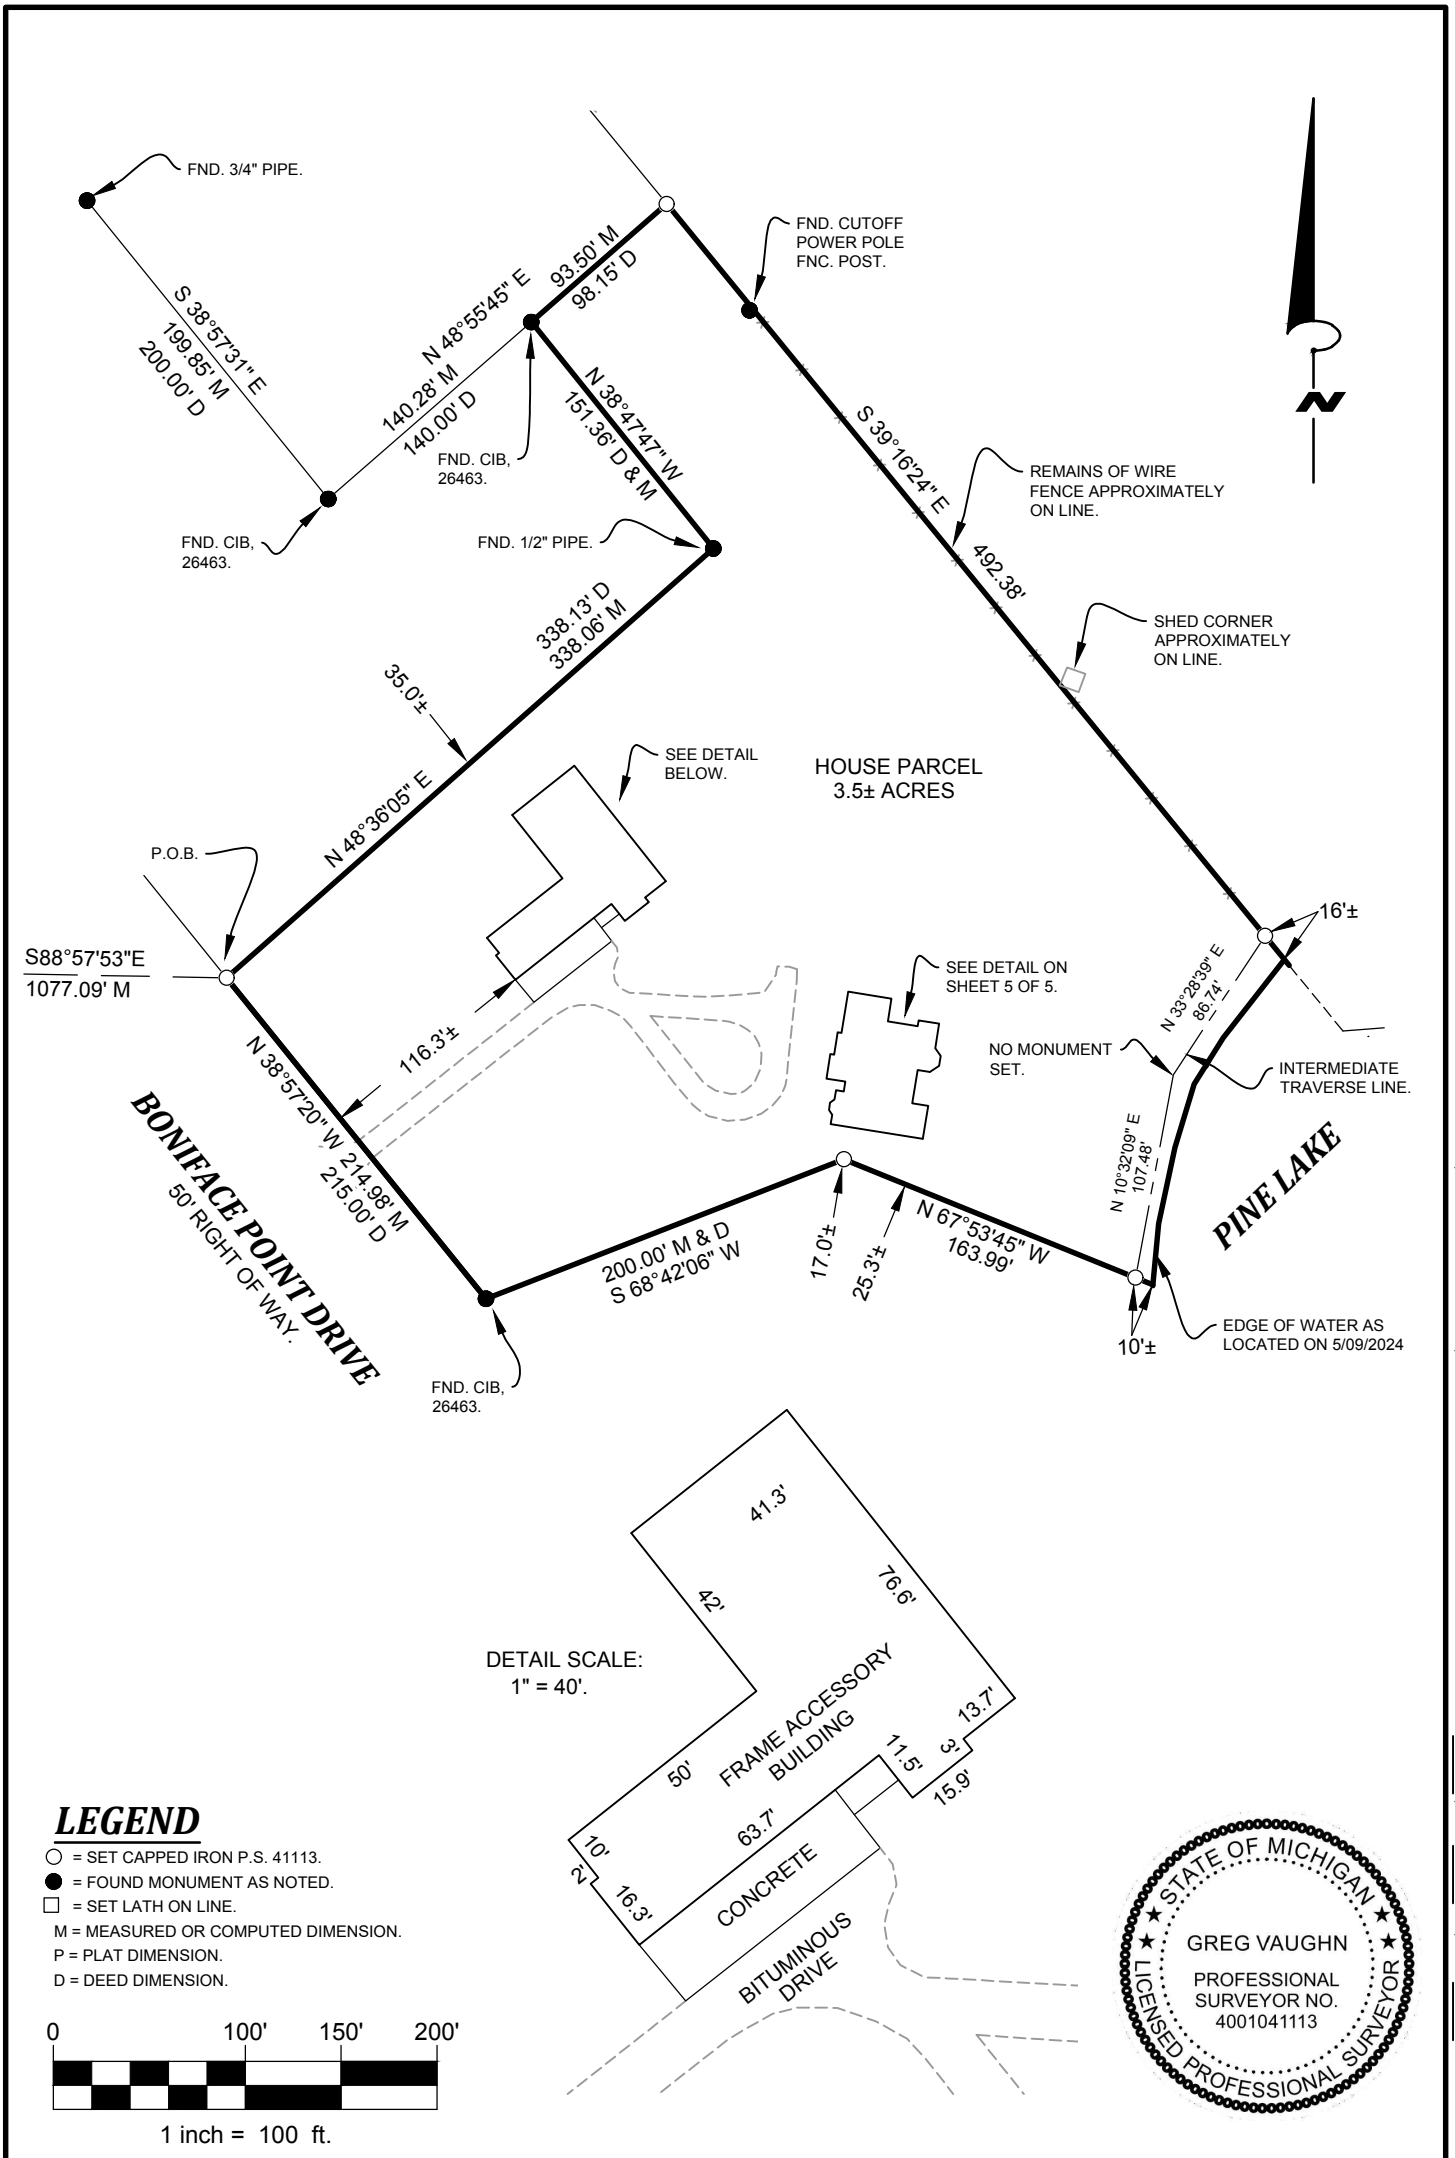 FND. 3/4" PIPE.
S 38°57'31" E
199.85' M
200.00' D
N 48°55'45" E
140.28' M
140.00' D
93.50' M
98.15' D
FND. CUTOFF
POWER POLE
FNC. POST.
N
FND. CIB,
26463.
FND. CIB,
26463.
N 38°47'47" W
151.36' D & M
FND. 1/2" PIPE.
S 39°16'24" E
492.38'
REMAINS OF WIRE
FENCE APPROXIMATELY
ON LINE.
SHED CORNER
APPROXIMATELY
ON LINE.
338.13' D
338.06' M
35.0'±
N 48°36'05" E
SEE DETAIL
BELOW.
HOUSE PARCEL
3.5± ACRES
P.O.B.
S88°57'53"E
1077.09' M
16'±
SEE DETAIL ON
SHEET 5 OF 5.
N 33°28'39" E
86.74'
NO MONUMENT
SET.
INTERMEDIATE
TRAVERSE LINE.
116.3'±
N 38°57'20" W 214.98' M
215.00' D
BONIFACE POINT DRIVE
50' RIGHT OF WAY.
N 10°32'09" E
107.48'
PINE LAKE
200.00' M & D
S 68°42'06" W
17.0'±
25.3'±
N 67°53'45" W
163.99'
10'±
EDGE OF WATER AS
LOCATED ON 5/09/2024
FND. CIB,
26463.
41.3'
76.6'
42'
DETAIL SCALE:
1" = 40'.
FRAME ACCESSORY
BUILDING
13.7'
3'
11.5'
15.9'
50'
63.7'
10'
2'
16.3'
CONCRETE
BITUMINOUS
DRIVE
LEGEND
= SET CAPPED IRON P.S. 41113.
= FOUND MONUMENT AS NOTED.
= SET LATH ON LINE.
M = MEASURED OR COMPUTED DIMENSION.
P = PLAT DIMENSION.
D = DEED DIMENSION.
0 100' 150' 200'
1 inch = 100 ft.
STATE OF MICHIGAN
GREG VAUGHN
PROFESSIONAL
SURVEYOR NO.
4001041113
LICENSED PROFESSIONAL SURVEYOR